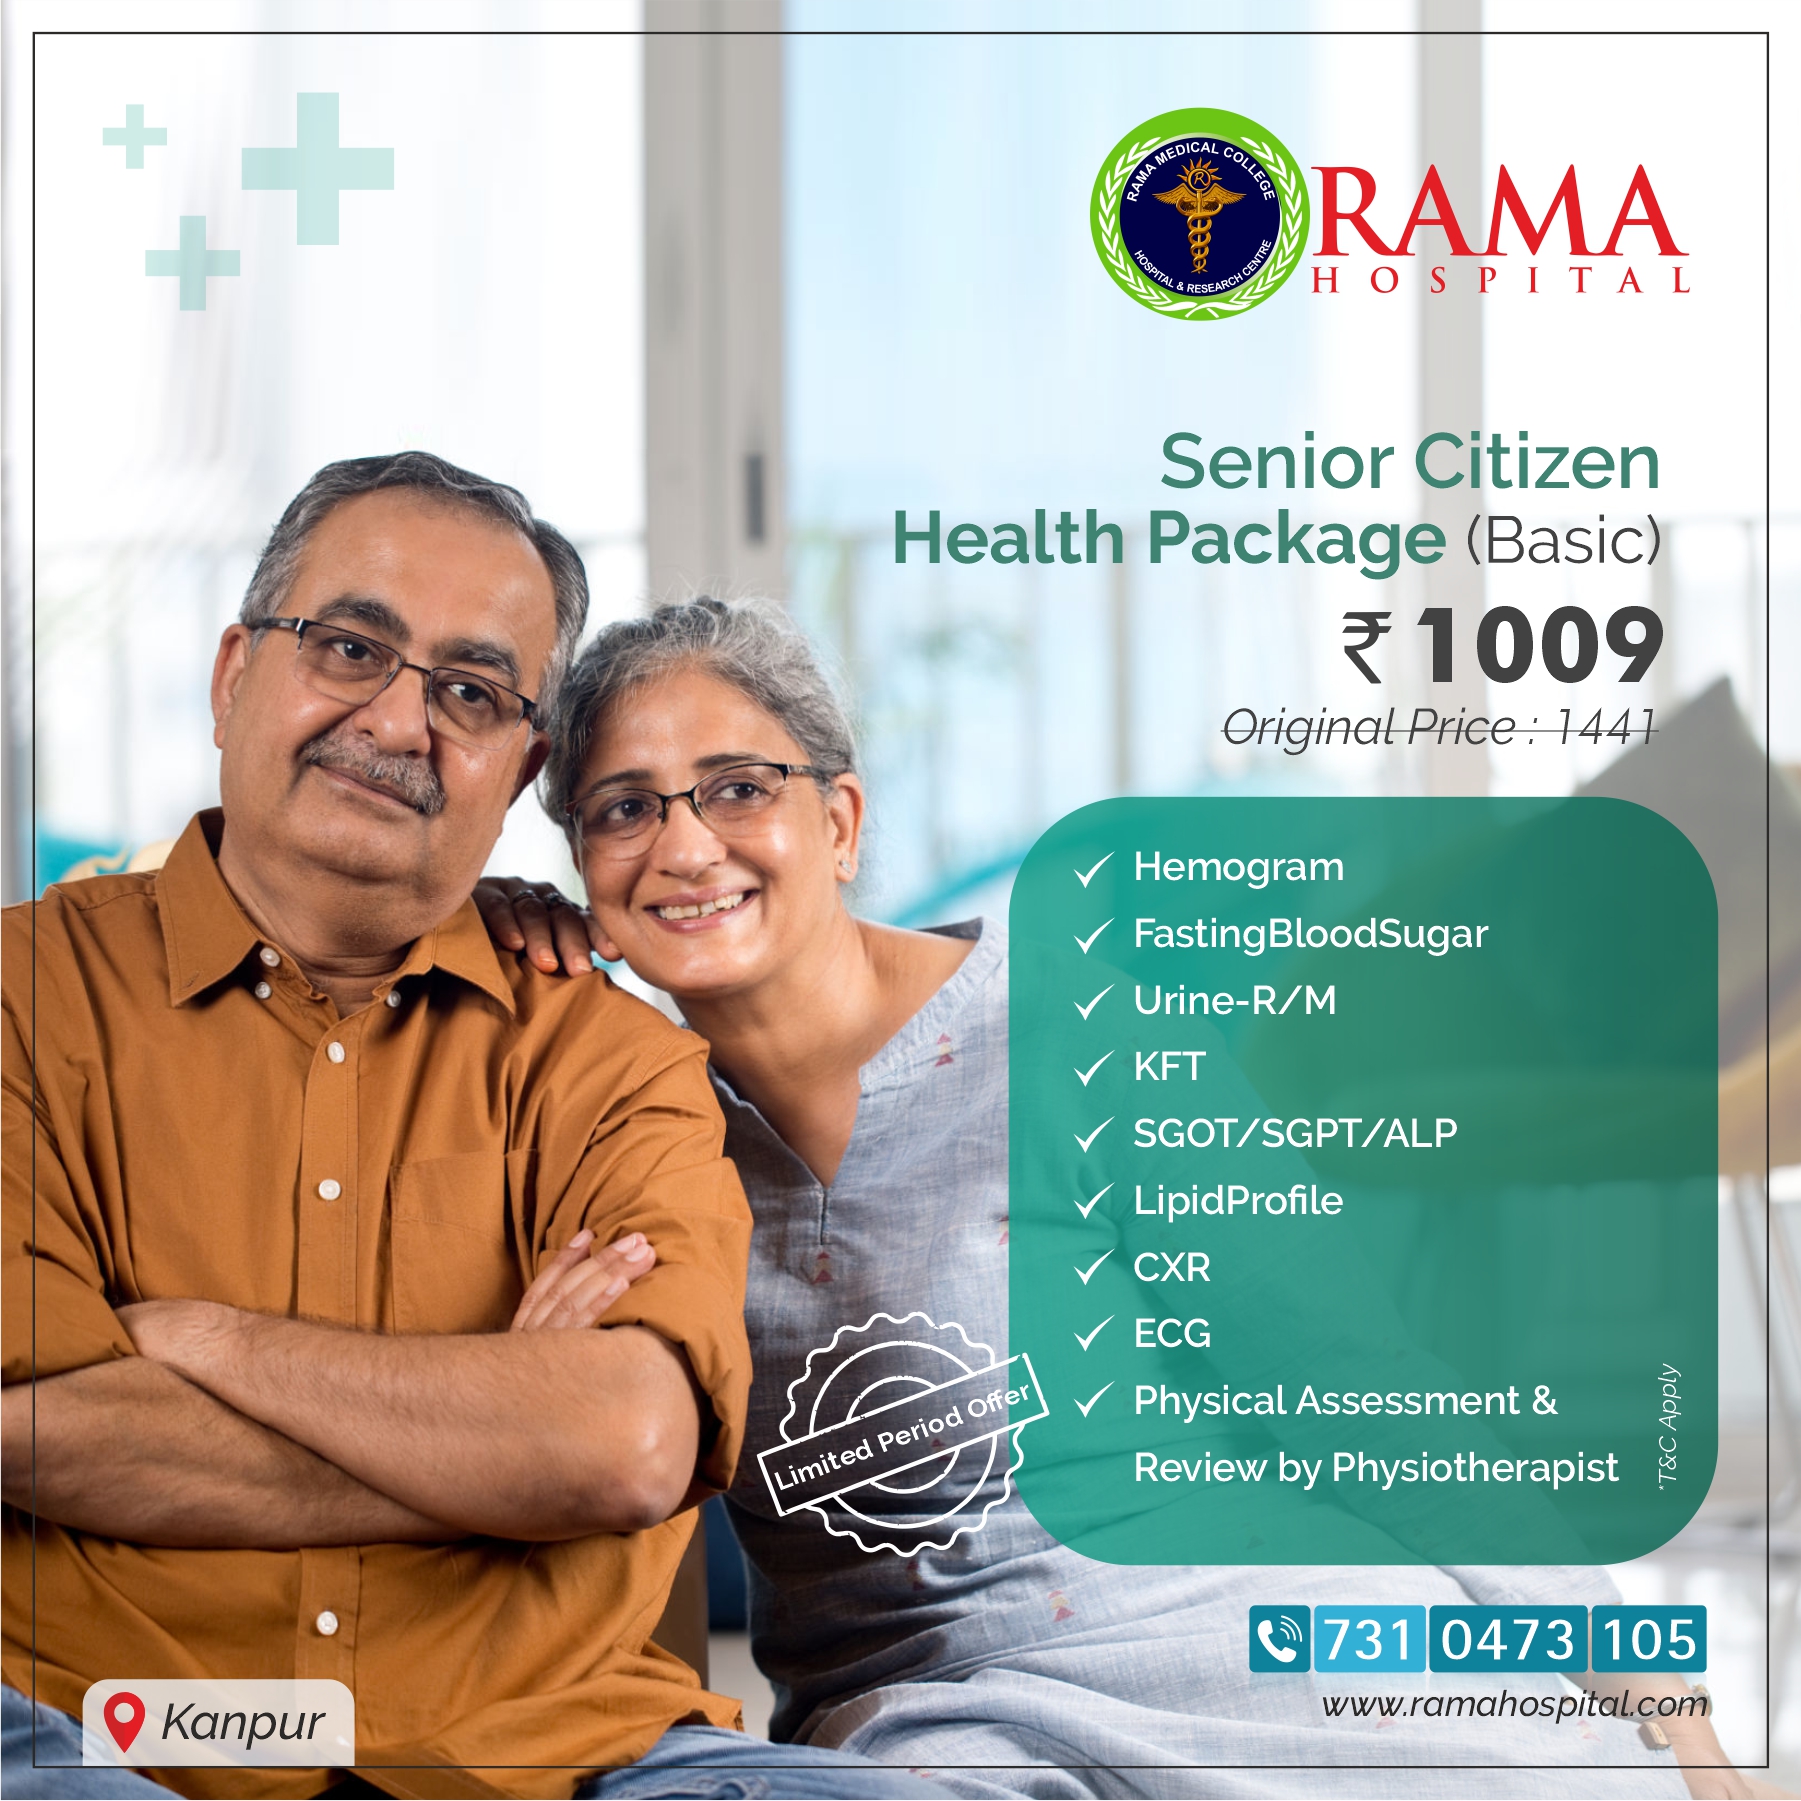 RAMA MEDICAL COLLEGE
HOSPITAL & RESEARCH CENTRE
R
RAMA
HOSPITAL
Senior Citizen
Health Package (Basic)
₹1009
Original Price : 1441
Hemogram
FastingBloodSugar
Urine-R/M
KFT
SGOT/SGPT/ALP
LipidProfile
CXR
ECG
Physical Assessment &
Review by Physiotherapist
*T&C Apply
Limited Period Offer
731 0473 105
www.ramahospital.com
Kanpur